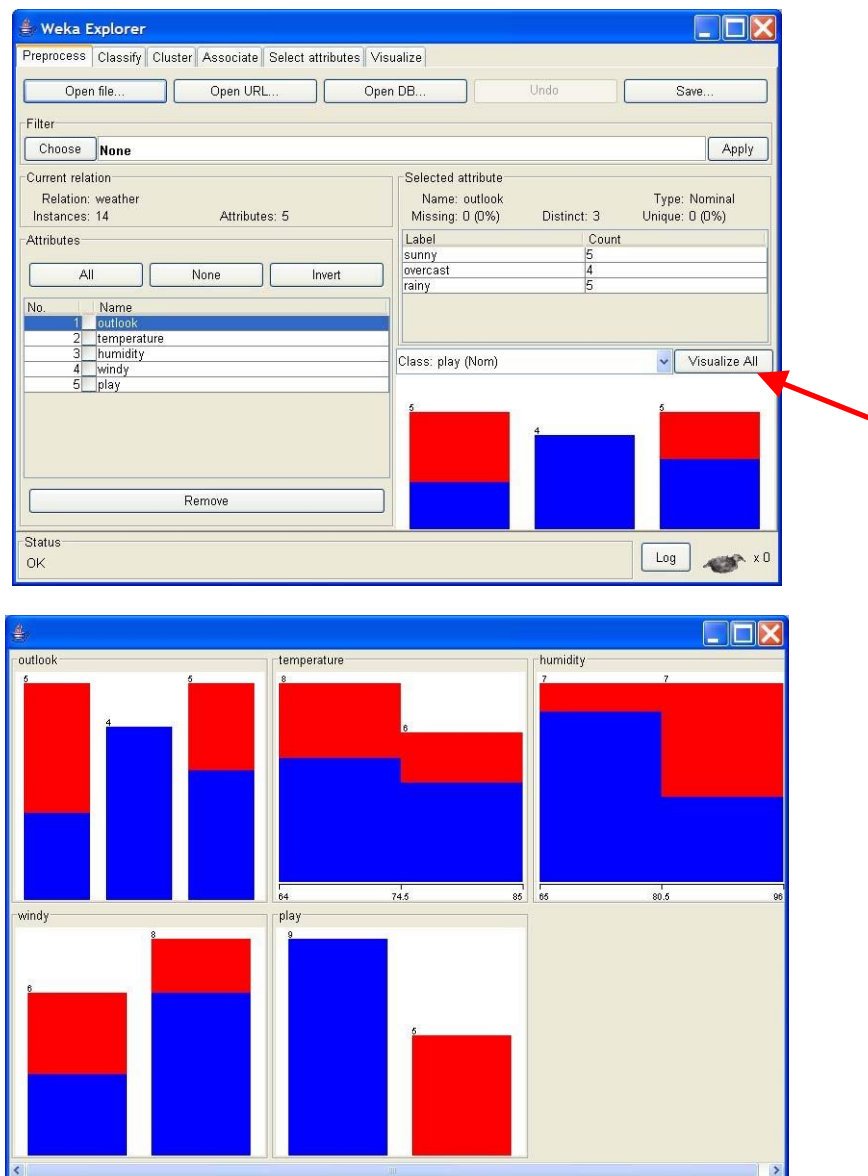 Weka Explorer
Preprocess Classify Cluster Associate Select attributes Visualize
Open file... Open URL... Open DB... Undo Save...
Filter
Choose None Apply
Current relation
Relation: weather
Instances: 14 Attributes: 5
Selected attribute
Name: outlook Type: Nominal
Missing: 0 (0%) Distinct: 3 Unique: 0 (0%)
Attributes
All None Invert
No. Name
1 outlook
2 temperature
3 humidity
4 windy
5 play
Remove
Label Count
sunny 5
overcast 4
rainy 5
Class: play (Nom) Visualize All
5 4 5
Status
OK
Log x 0
outlook
5 4 5
temperature
8 6
64 74.5 85
humidity
7 7
65 80.5 96
windy
6 8
play
9 5